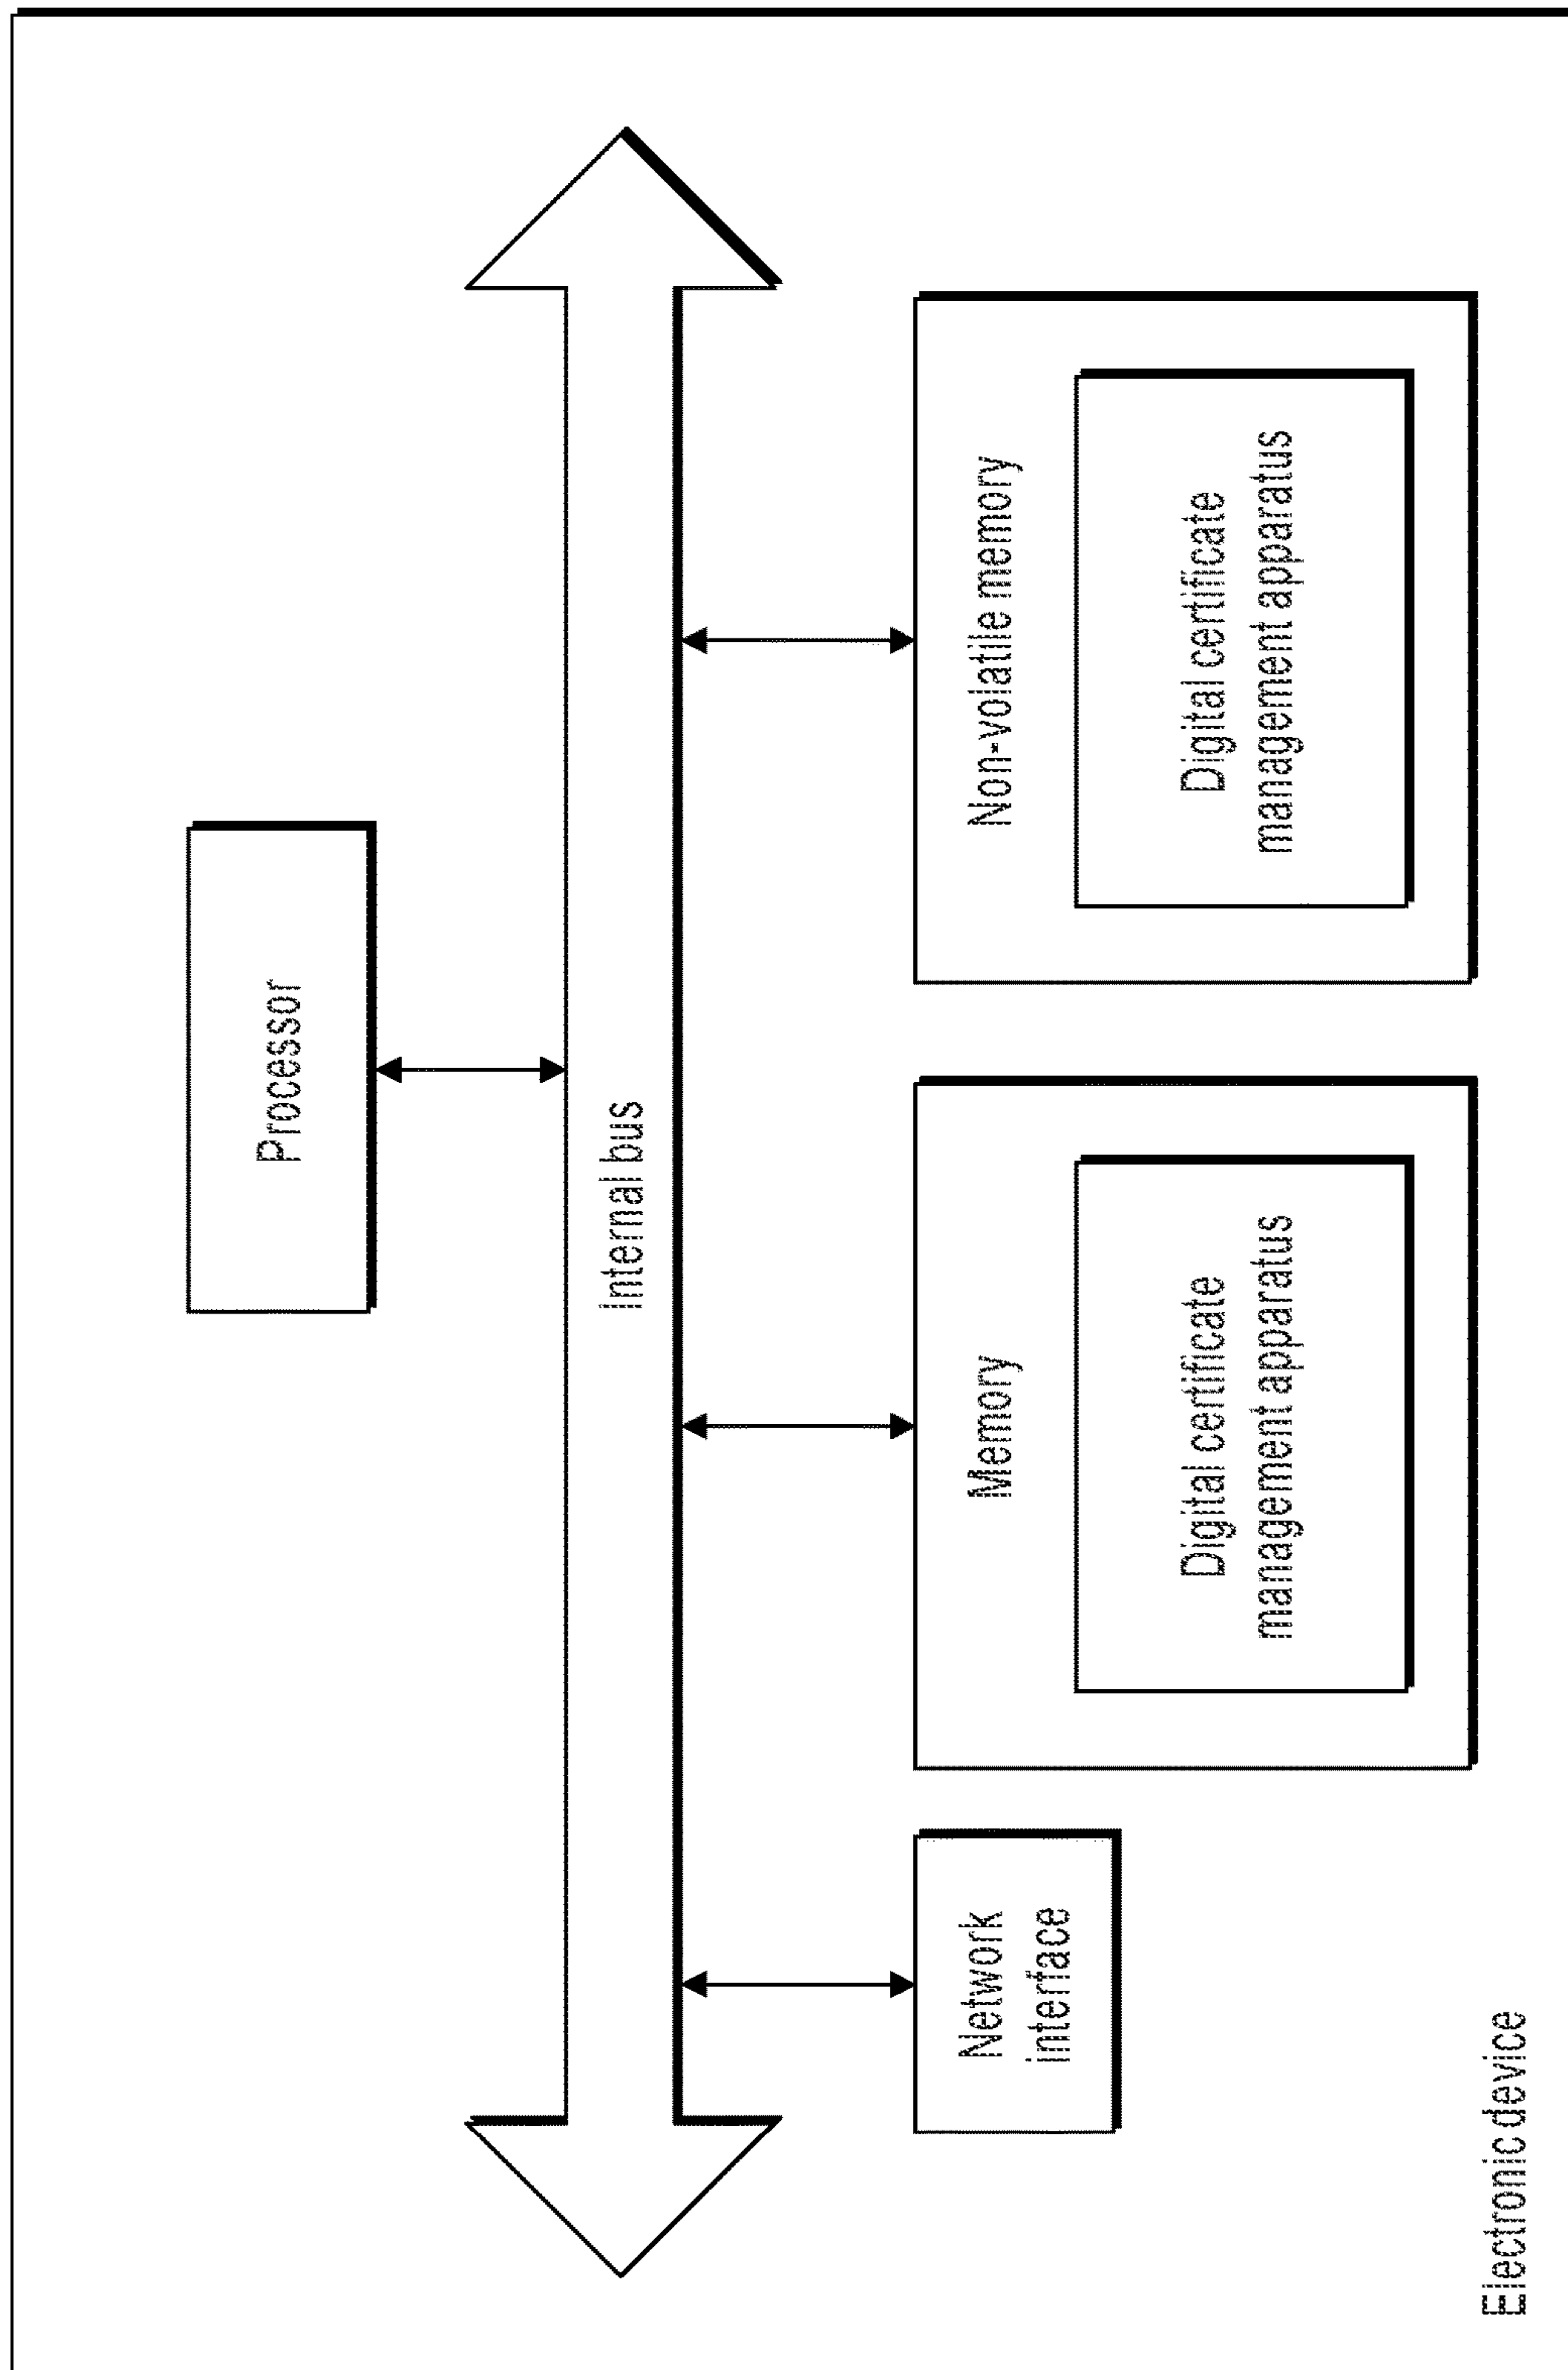 Processor
Internal bus
Network
interface
Memory
Digital certificate
management apparatus
Non-volatile memory
Digital certificate
management apparatus
Electronic device